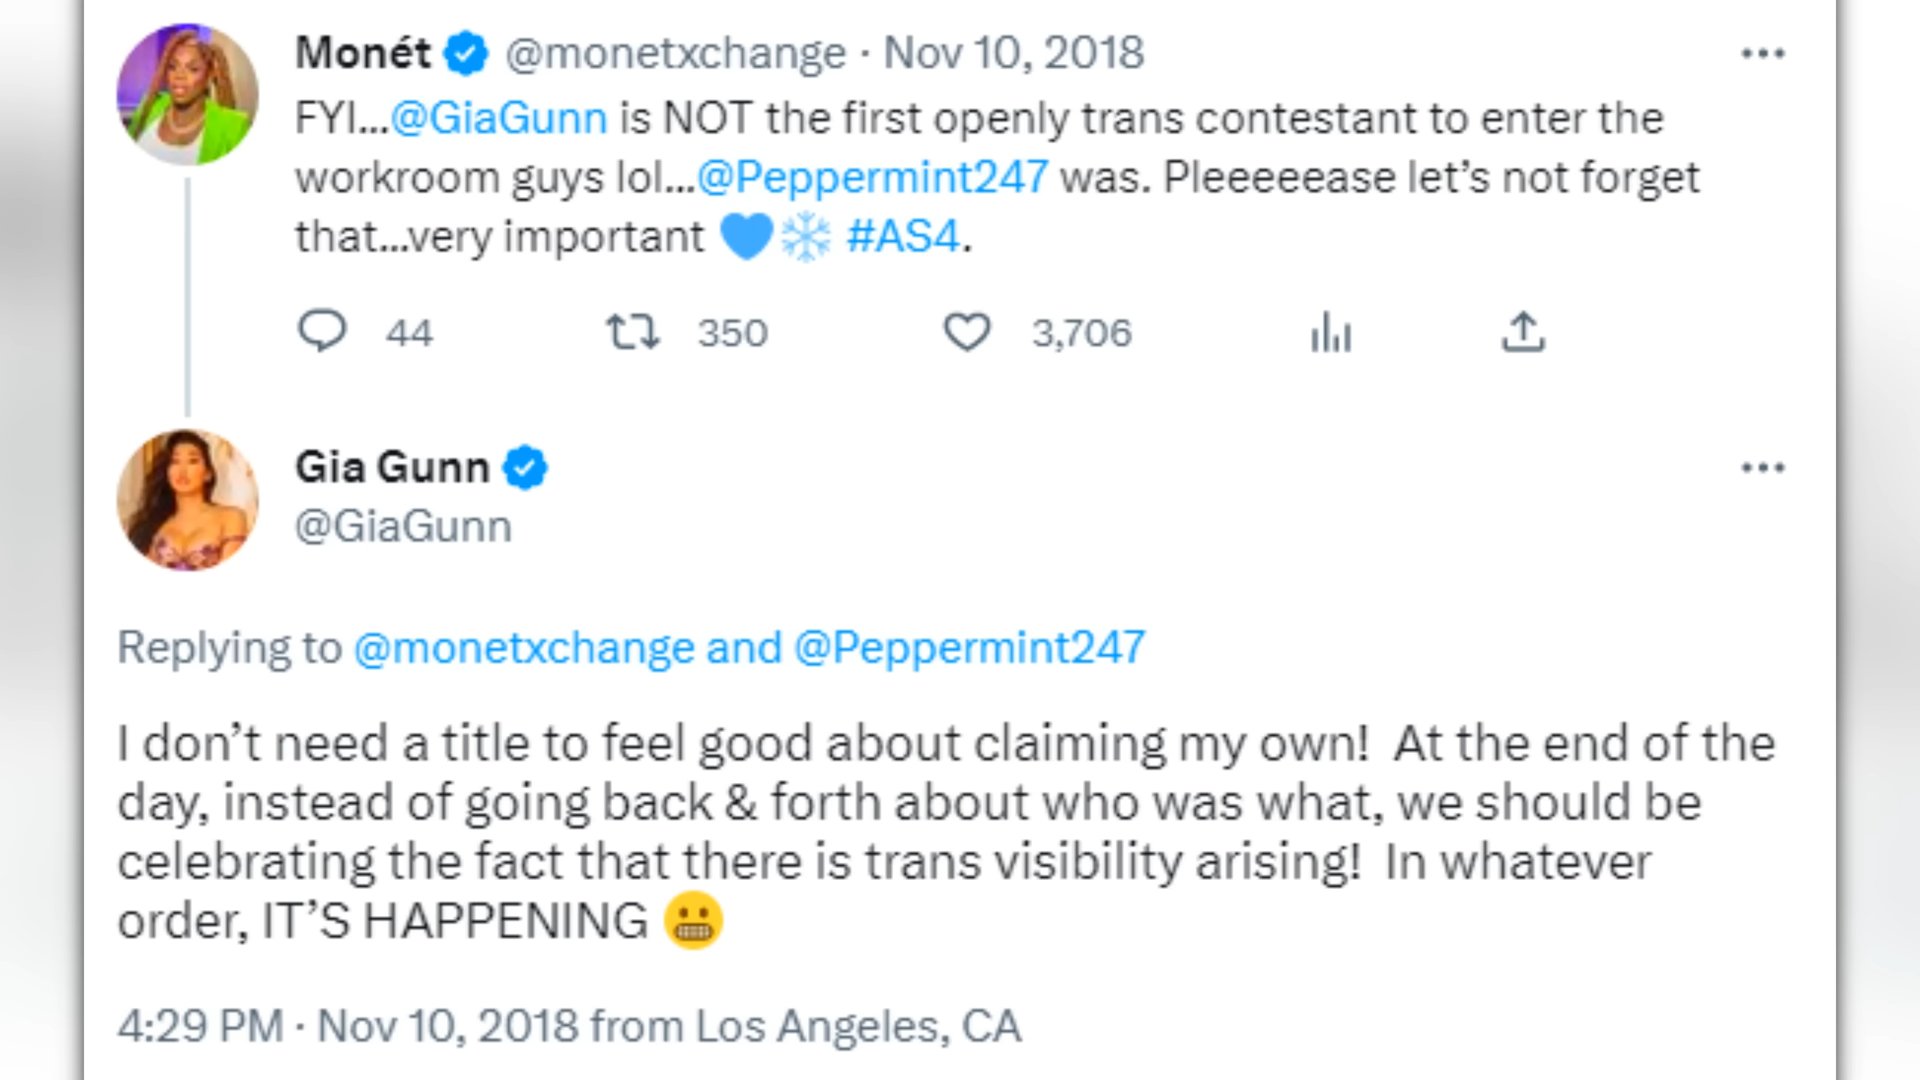 Monét @monetxchange · Nov 10, 2018
FYI...@GiaGunn is NOT the first openly trans contestant to enter the
workroom guys lol...@Peppermint247 was. Pleeeeease let’s not forget
that...very important 💙❄️ #AS4.
44 350 3,706
Gia Gunn
@GiaGunn
Replying to @monetxchange and @Peppermint247
I don’t need a title to feel good about claiming my own!  At the end of the
day, instead of going back & forth about who was what, we should be
celebrating the fact that there is trans visibility arising!  In whatever
order, IT’S HAPPENING 😬
4:29 PM · Nov 10, 2018 from Los Angeles, CA